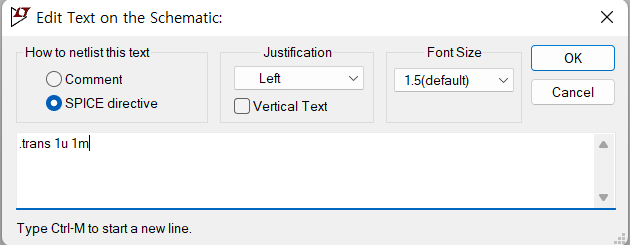 Edit Text on the Schematic:
How to netlist this text
Comment
SPICE directive
Justification
Left
Vertical Text
Font Size
1.5(default)
OK
Cancel
.trans 1u 1m
Type Ctrl-M to start a new line.